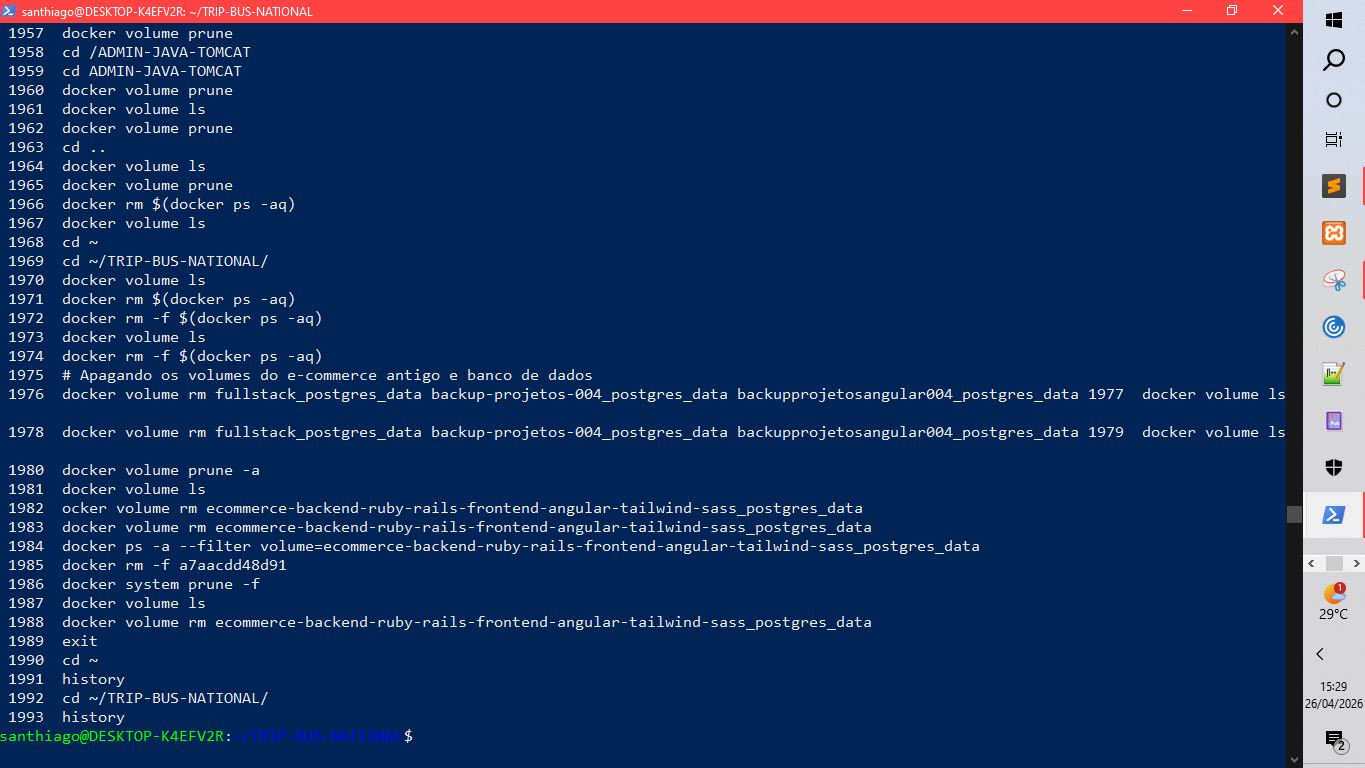 santhiago@DESKTOP-K4EFV2R: ~/TRIP-BUS-NATIONAL
1957  docker volume prune
1958  cd /ADMIN-JAVA-TOMCAT
1959  cd ADMIN-JAVA-TOMCAT
1960  docker volume prune
1961  docker volume ls
1962  docker volume prune
1963  cd ..
1964  docker volume ls
1965  docker volume prune
1966  docker rm $(docker ps -aq)
1967  docker volume ls
1968  cd ~
1969  cd ~/TRIP-BUS-NATIONAL/
1970  docker volume ls
1971  docker rm $(docker ps -aq)
1972  docker rm -f $(docker ps -aq)
1973  docker volume ls
1974  docker rm -f $(docker ps -aq)
1975  # Apagando os volumes do e-commerce antigo e banco de dados
1976  docker volume rm fullstack_postgres_data backup-projetos-004_postgres_data backupprojetosangular004_postgres_data 1977  docker volume ls
1978  docker volume rm fullstack_postgres_data backup-projetos-004_postgres_data backupprojetosangular004_postgres_data 1979  docker volume ls
1980  docker volume prune -a
1981  docker volume ls
1982  ocker volume rm ecommerce-backend-ruby-rails-frontend-angular-tailwind-sass_postgres_data
1983  docker volume rm ecommerce-backend-ruby-rails-frontend-angular-tailwind-sass_postgres_data
1984  docker ps -a --filter volume=ecommerce-backend-ruby-rails-frontend-angular-tailwind-sass_postgres_data
1985  docker rm -f a7aacdd48d91
1986  docker system prune -f
1987  docker volume ls
1988  docker volume rm ecommerce-backend-ruby-rails-frontend-angular-tailwind-sass_postgres_data
1989  exit
1990  cd ~
1991  history
1992  cd ~/TRIP-BUS-NATIONAL/
1993  history
santhiago@DESKTOP-K4EFV2R:~/TRIP-BUS-NATIONAL$
1
29°C
15:29
26/04/2026
2